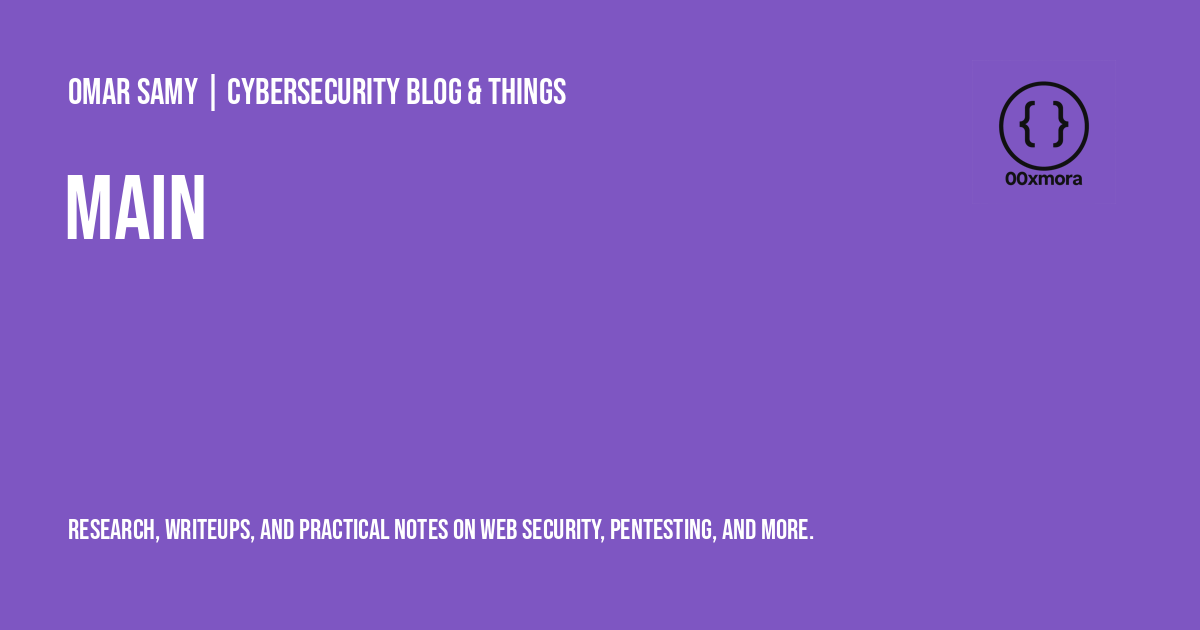 OMAR SAMY | CYBERSECURITY BLOG & THINGS
{ }
00xmora
MAIN
RESEARCH, WRITEUPS, AND PRACTICAL NOTES ON WEB SECURITY, PENTESTING, AND MORE.